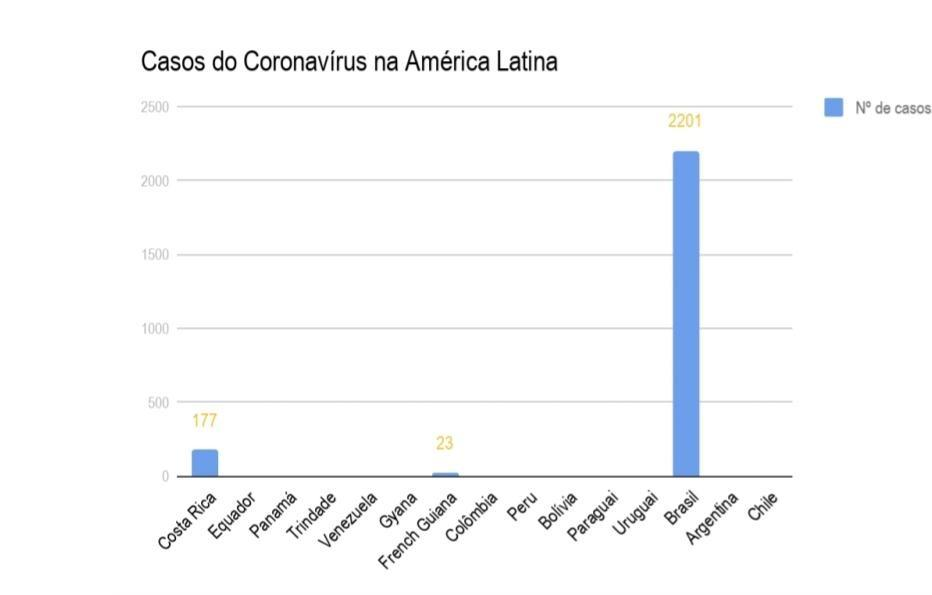 Casos do Coronavírus na América Latina
Nº de casos
2500
2000
1500
1000
500
0
177
23
2201
Costa Rica
Equador
Panamá
Trindade
Venezuela
Gyana
French Guiana
Colômbia
Peru
Bolívia
Paraguai
Uruguai
Brasil
Argentina
Chile